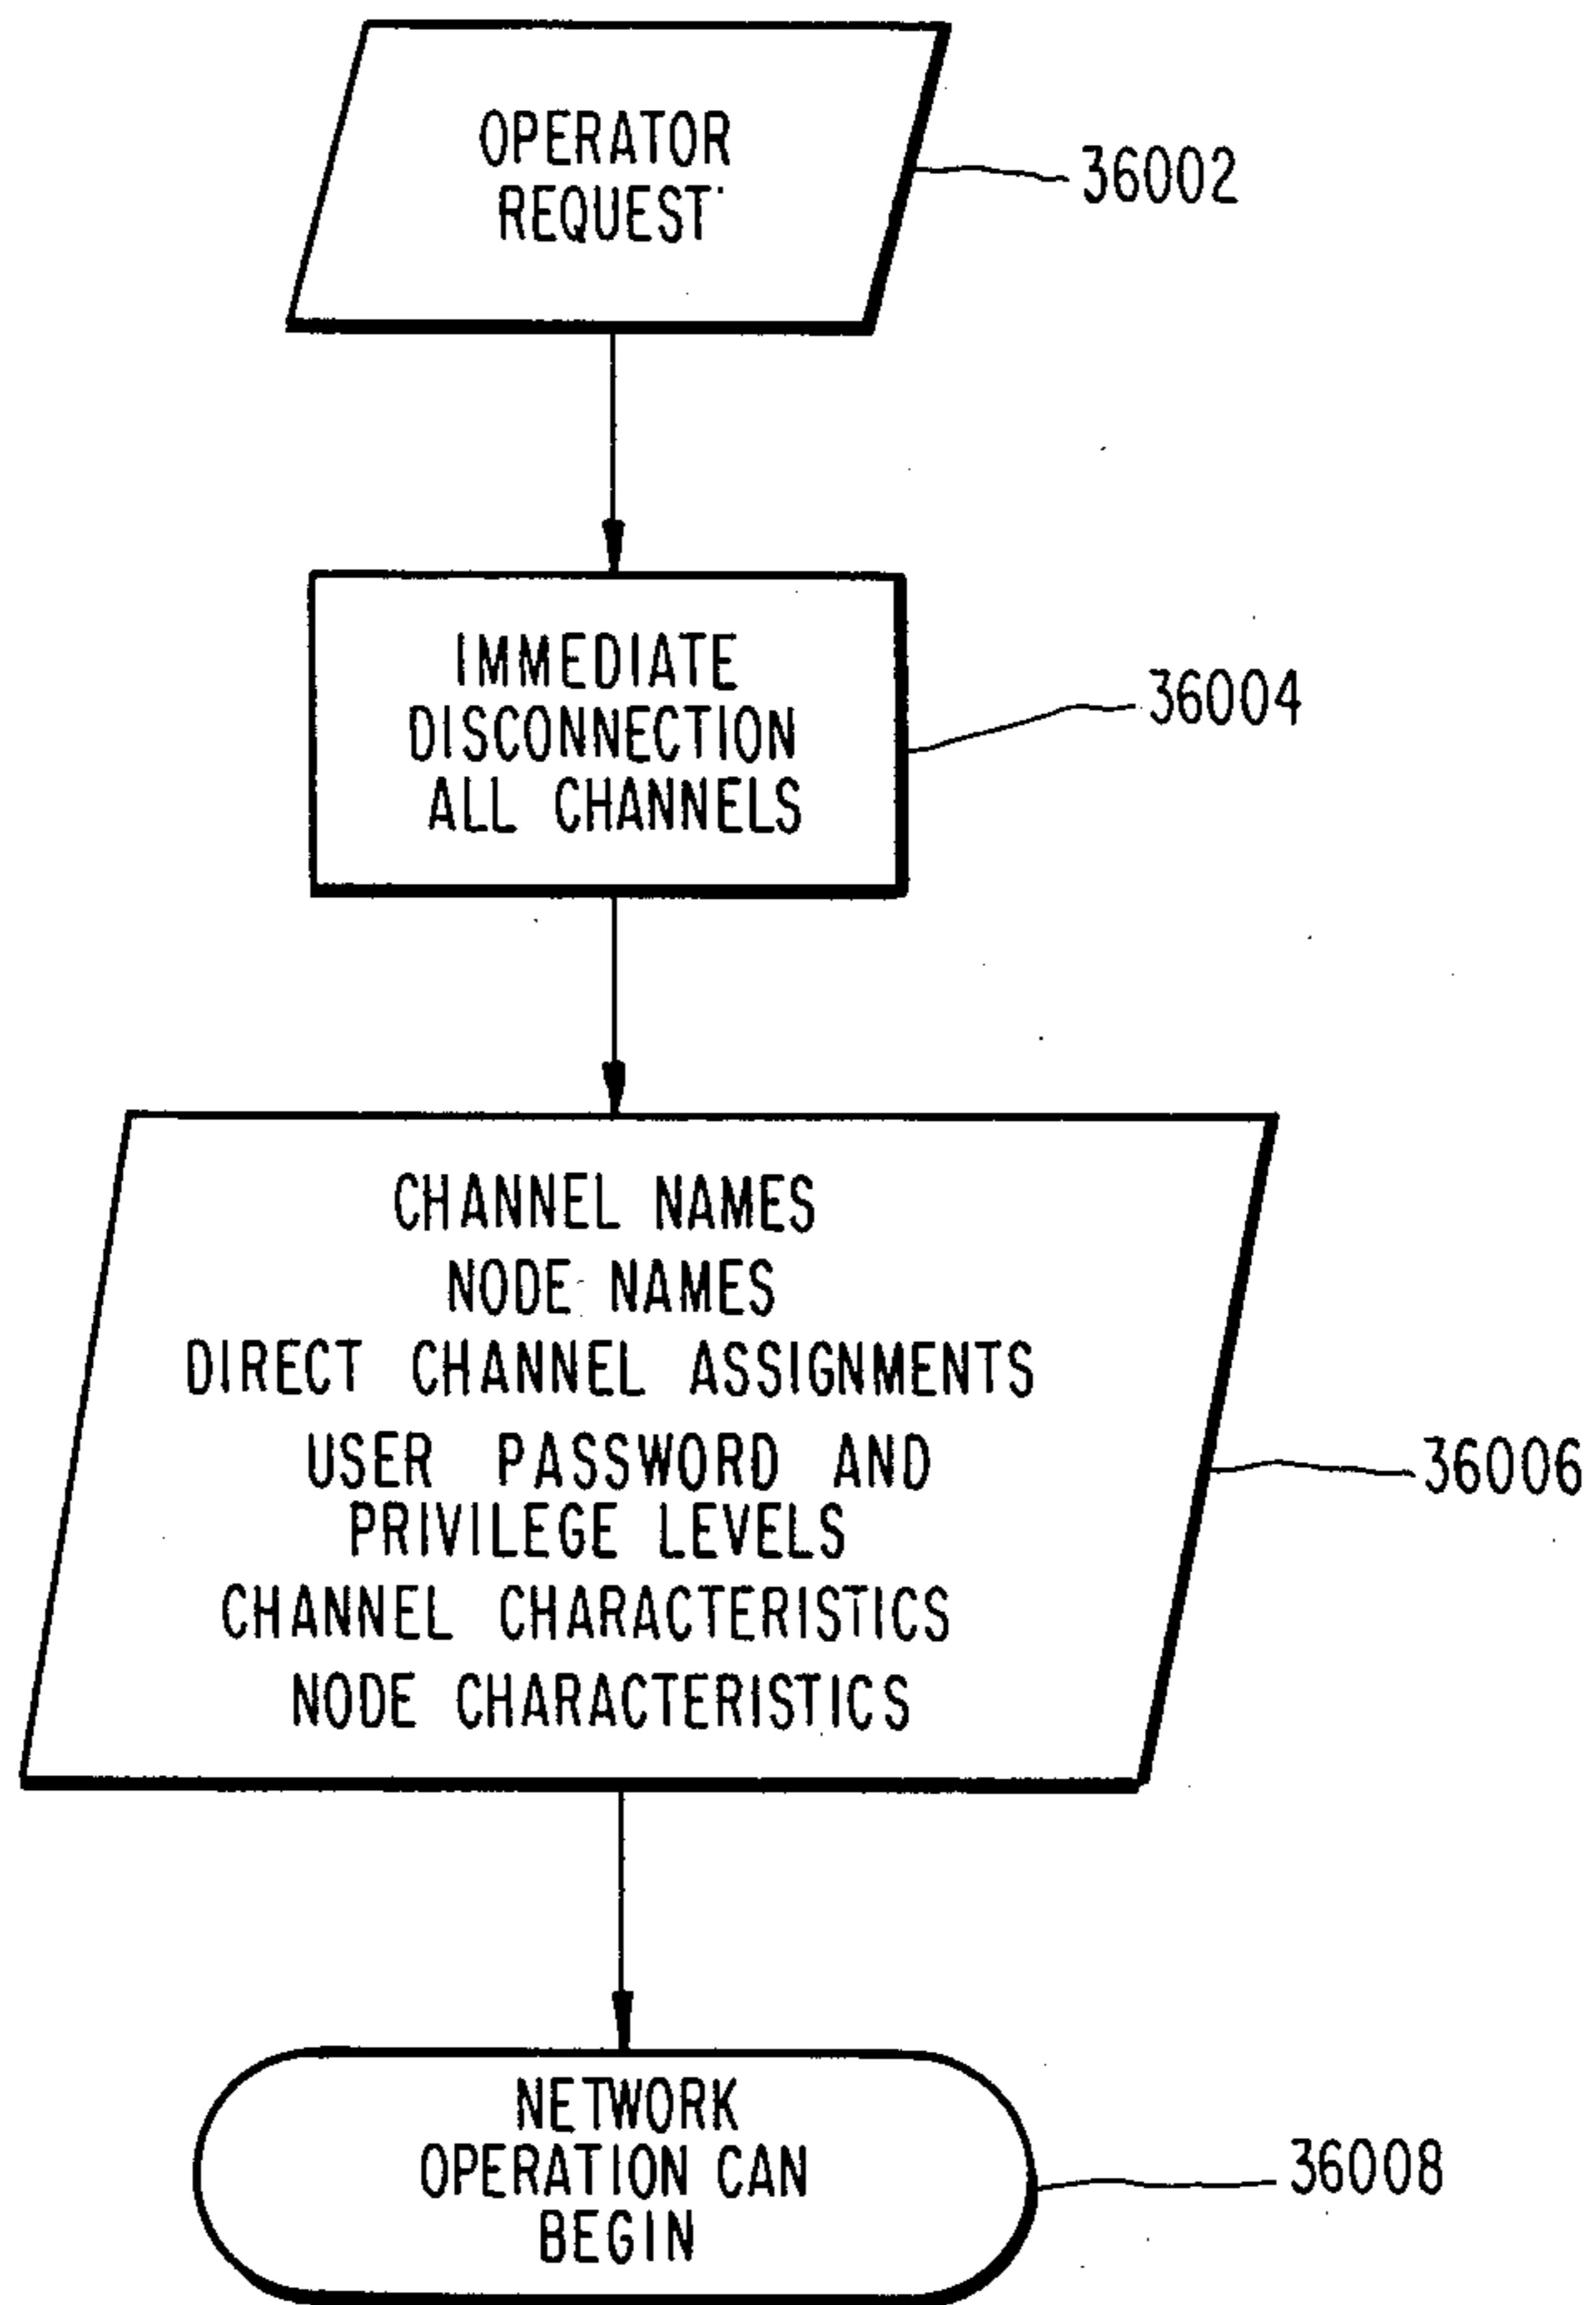 OPERATOR
REQUEST
36002
IMMEDIATE
DISCONNECTION
ALL CHANNELS
36004
CHANNEL NAMES
NODE NAMES
DIRECT CHANNEL ASSIGNMENTS
USER PASSWORD AND
PRIVILEGE LEVELS
CHANNEL CHARACTERISTICS
NODE CHARACTERISTICS
36006
NETWORK
OPERATION CAN
BEGIN
36008